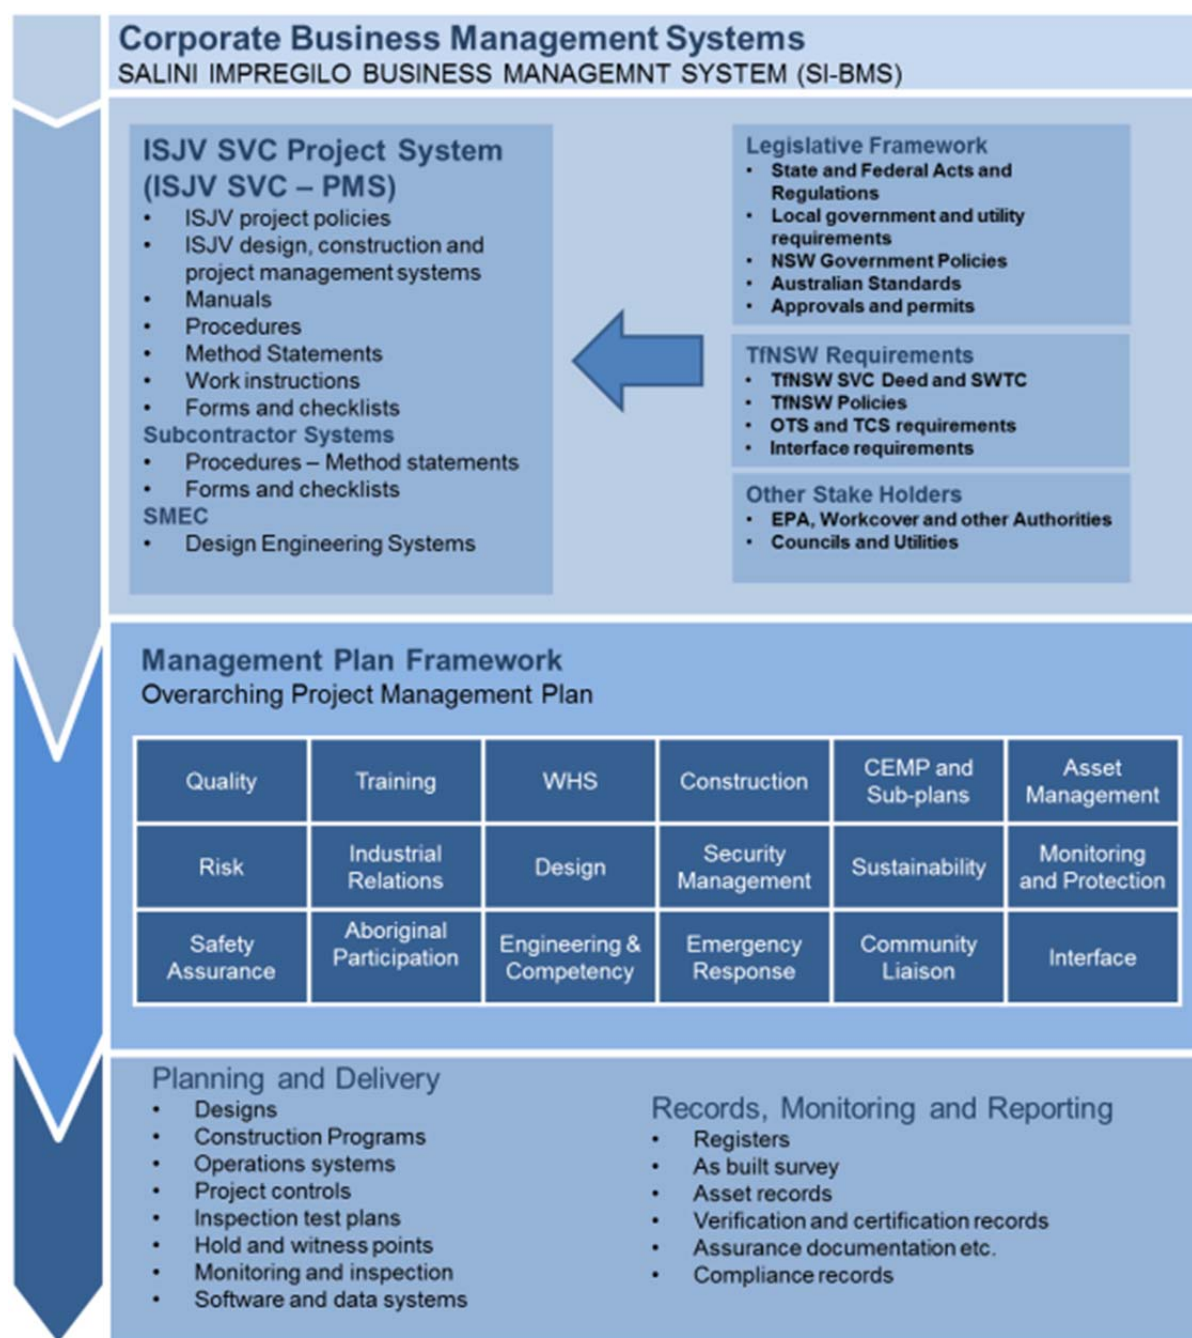 Corporate Business Management Systems
SALINI IMPREGILO BUSINESS MANAGEMNT SYSTEM (SI-BMS)
ISJV SVC Project System
(ISJV SVC – PMS)
• ISJV project policies
• ISJV design, construction and
project management systems
• Manuals
• Procedures
• Method Statements
• Work instructions
• Forms and checklists
Subcontractor Systems
• Procedures – Method statements
• Forms and checklists
SMEC
• Design Engineering Systems
Legislative Framework
• State and Federal Acts and
Regulations
• Local government and utility
requirements
• NSW Government Policies
• Australian Standards
• Approvals and permits
TfNSW Requirements
• TfNSW SVC Deed and SWTC
• TfNSW Policies
• OTS and TCS requirements
• Interface requirements
Other Stake Holders
• EPA, Workcover and other Authorities
• Councils and Utilities
Management Plan Framework
Overarching Project Management Plan
Quality
Training
WHS
Construction
CEMP and
Sub-plans
Asset
Management
Risk
Industrial
Relations
Design
Security
Management
Sustainability
Monitoring
and Protection
Safety
Assurance
Aboriginal
Participation
Engineering &
Competency
Emergency
Response
Community
Liaison
Interface
Planning and Delivery
• Designs
• Construction Programs
• Operations systems
• Project controls
• Inspection test plans
• Hold and witness points
• Monitoring and inspection
• Software and data systems
Records, Monitoring and Reporting
• Registers
• As built survey
• Asset records
• Verification and certification records
• Assurance documentation etc.
• Compliance records